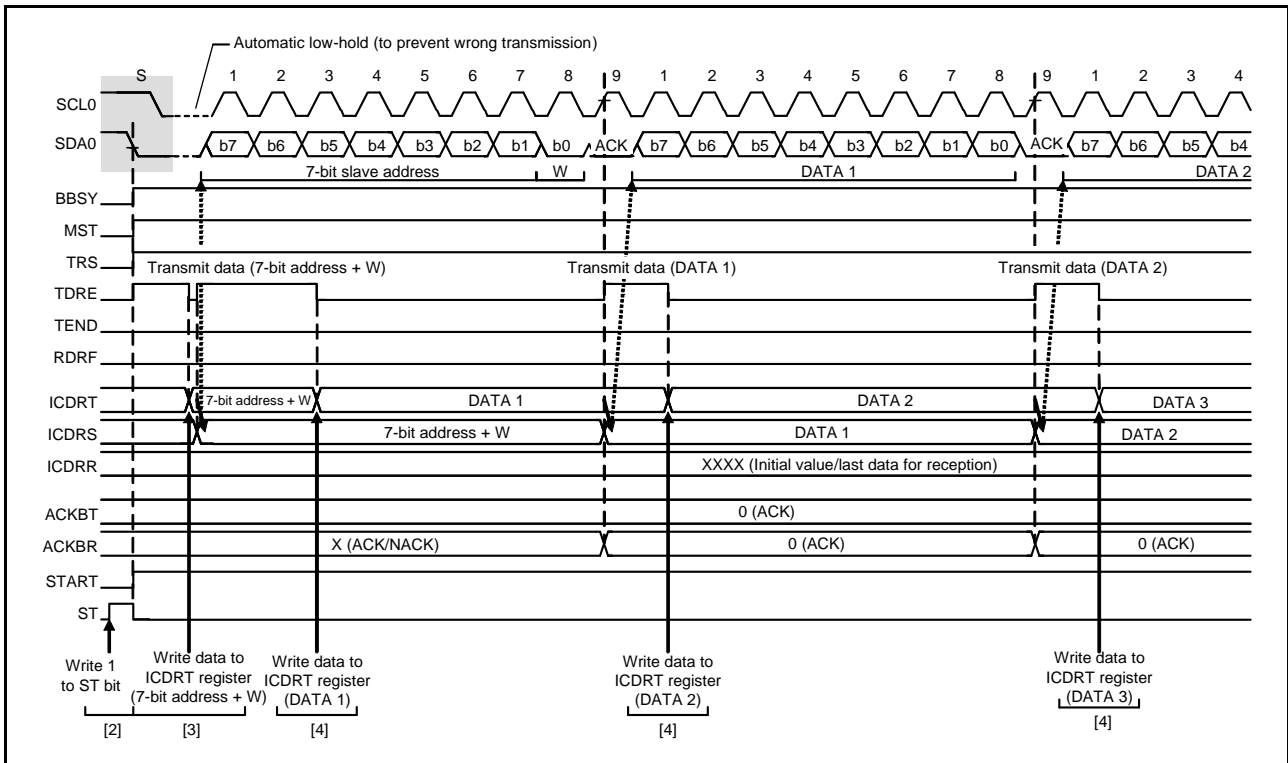 Automatic low-hold (to prevent wrong transmission)
S 1 2 3 4 5 6 7 8 9 1 2 3 4 5 6 7 8 9 1 2 3 4
SCL0
SDA0 b7 b6 b5 b4 b3 b2 b1 b0 ACK b7 b6 b5 b4 b3 b2 b1 b0 ACK b7 b6 b5 b4
7-bit slave address W DATA 1 DATA 2
BBSY
MST
TRS
Transmit data (7-bit address + W) Transmit data (DATA 1) Transmit data (DATA 2)
TDRE
TEND
RDRF
ICDRT 7-bit address + W DATA 1 DATA 2 DATA 3
ICDRS 7-bit address + W DATA 1 DATA 2
ICDRR XXXX (Initial value/last data for reception)
ACKBT 0 (ACK)
ACKBR X (ACK/NACK) 0 (ACK) 0 (ACK)
START
ST
Write 1
to ST bit
Write data to
ICDRT register
(7-bit address + W)
Write data to
ICDRT register
(DATA 1)
Write data to
ICDRT register
(DATA 2)
Write data to
ICDRT register
(DATA 3)
[2] [3] [4] [4] [4]